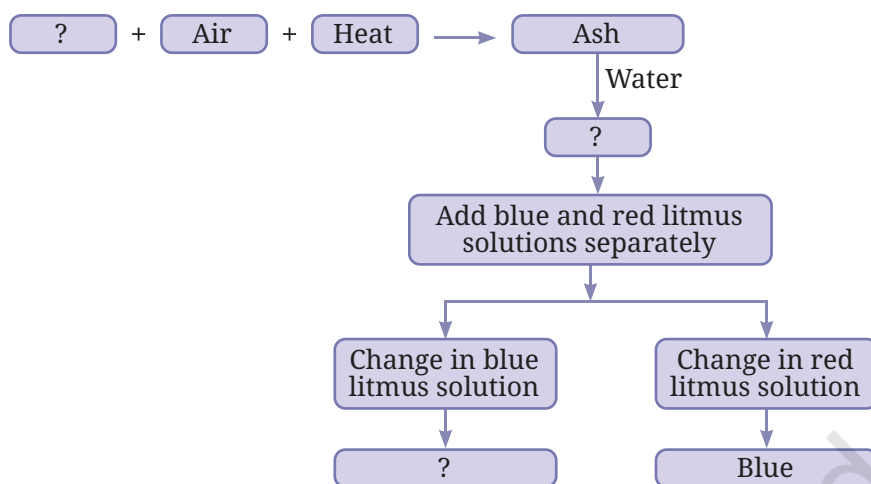 ? + Air + Heat Ash
Water
?
Add blue and red litmus
solutions separately
Change in blue
litmus solution
Change in red
litmus solution
?
Blue